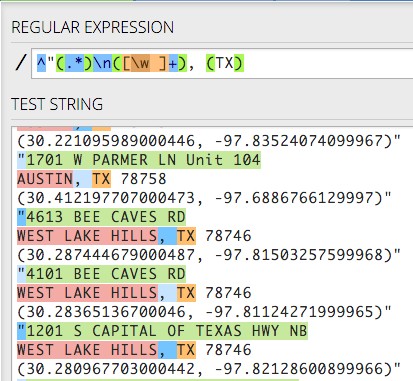 REGULAR EXPRESSION
/ ^"(.*)\n([\w ]+), (TX)
TEST STRING
(30.221095989000446, -97.83524074099967)"
"1701 W PARMER LN Unit 104
AUSTIN, TX 78758
(30.412197707000473, -97.6886766129997)"
"4613 BEE CAVES RD
WEST LAKE HILLS, TX 78746
(30.287444679000487, -97.81503257599968)"
"4101 BEE CAVES RD
WEST LAKE HILLS, TX 78746
(30.28365136700046, -97.81124271999965)"
"1201 S CAPITAL OF TEXAS HWY NB
WEST LAKE HILLS, TX 78746
(30.280967703000442, -97.82128600899966)"